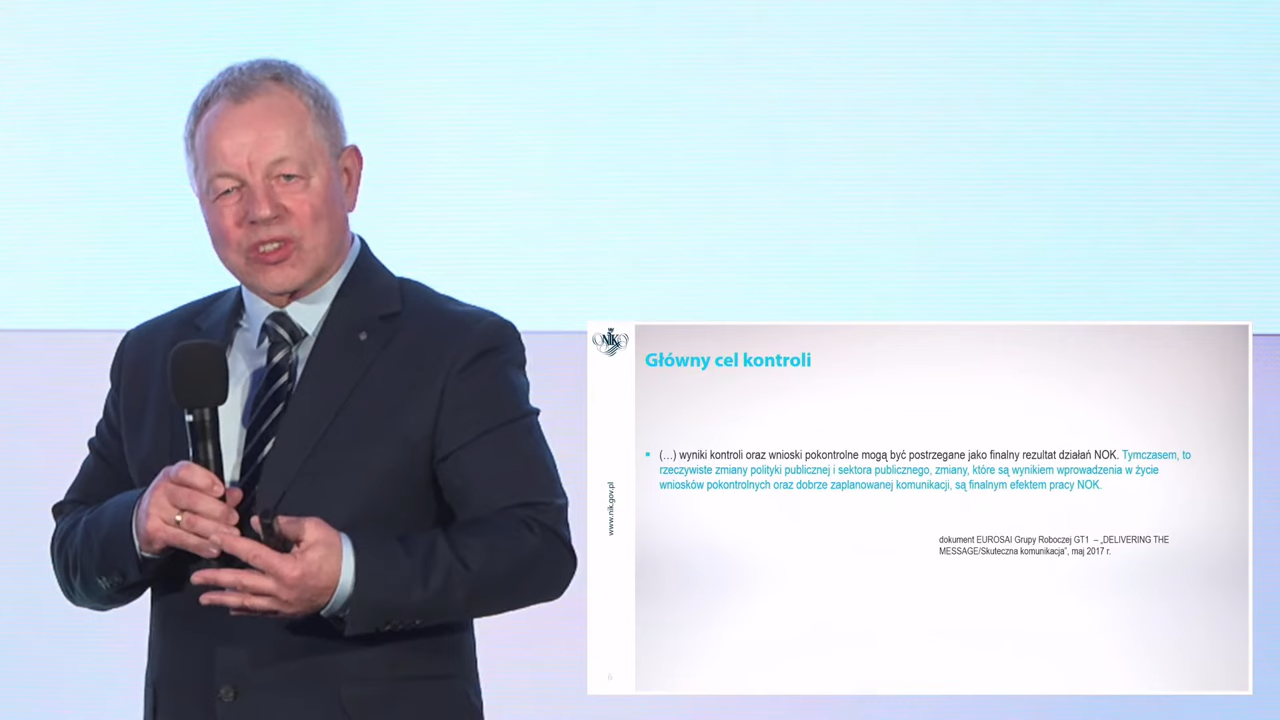 NIK
www.nik.gov.pl
Główny cel kontroli
(…) wyniki kontroli oraz wnioski pokontrolne mogą być postrzegane jako finalny rezultat działań NOK. Tymczasem, to
rzeczywiste zmiany polityki publicznej i sektora publicznego, zmiany, które są wynikiem wprowadzenia w życie
wniosków pokontrolnych oraz dobrze zaplanowanej komunikacji, są finalnym efektem pracy NOK.
dokument EUROSAI Grupy Roboczej GT1 – „DELIVERING THE
MESSAGE/Skuteczna komunikacja”, maj 2017 r.
6